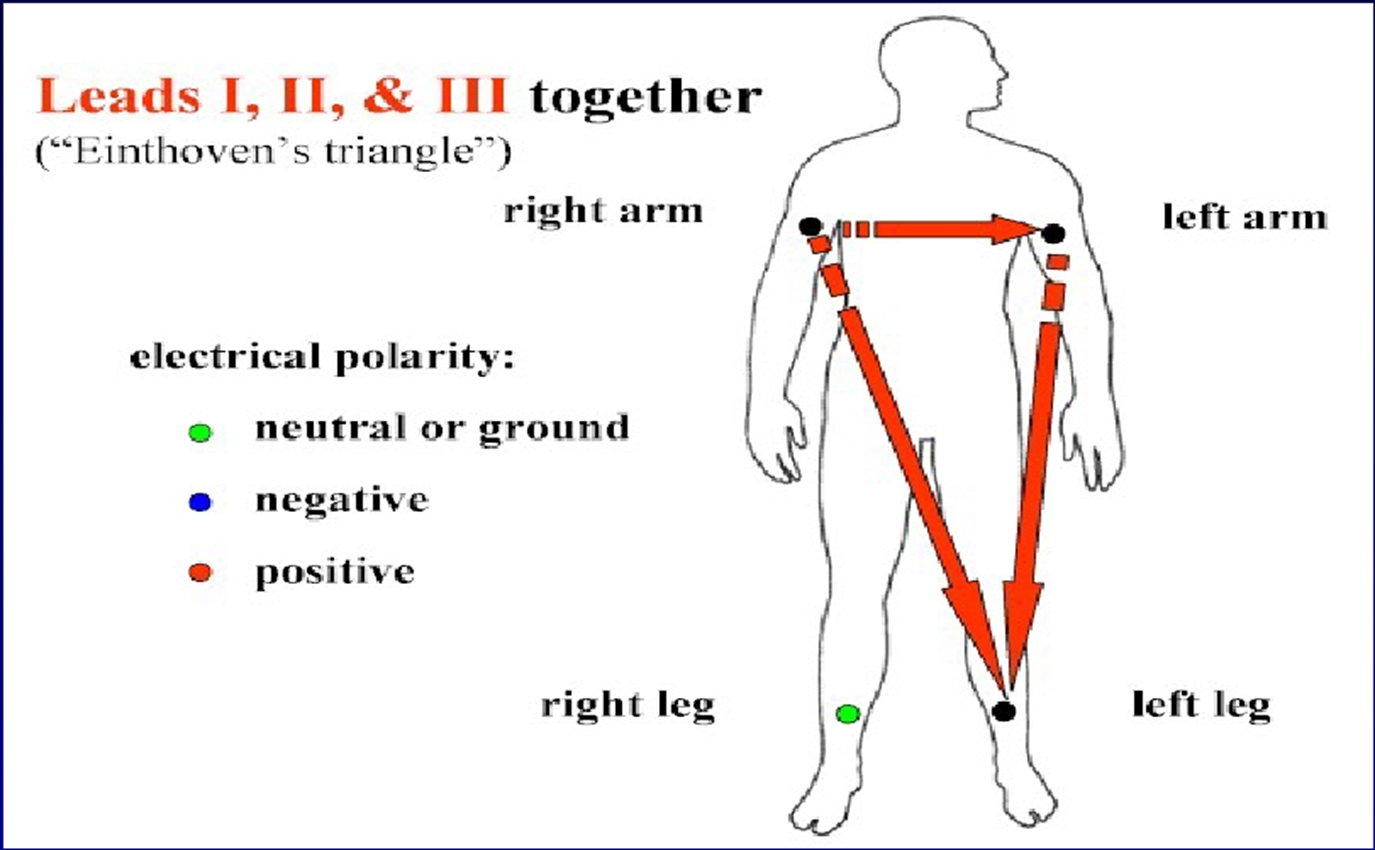 Leads I, II, & III together
(“Einthoven’s triangle”)
right arm
left arm
electrical polarity:
neutral or ground
negative
positive
right leg
left leg